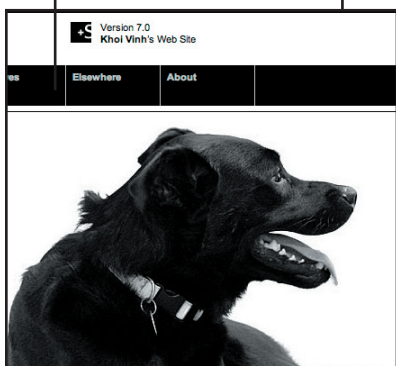 +S
Version 7.0
Khoi Vinh's Web Site
es
Elsewhere
About